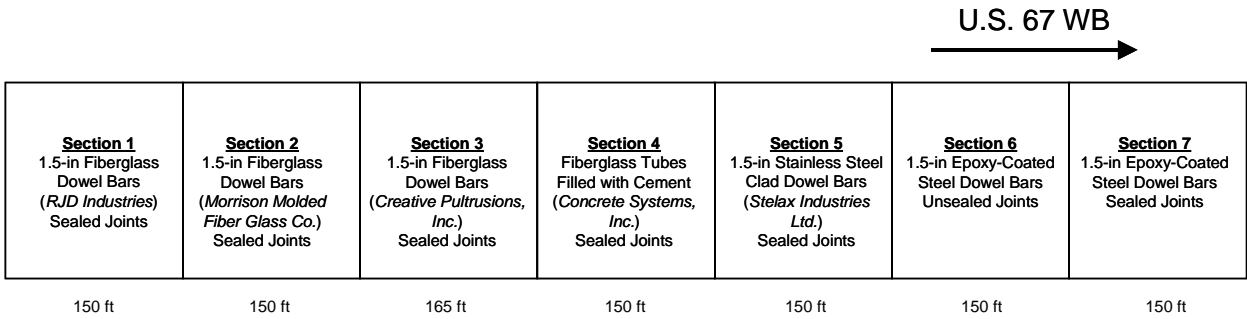 U.S. 67 WB
Section 1
1.5-in Fiberglass
Dowel Bars
(RJD Industries)
Sealed Joints
Section 2
1.5-in Fiberglass
Dowel Bars
(Morrison Molded
Fiber Glass Co.)
Sealed Joints
Section 3
1.5-in Fiberglass
Dowel Bars
(Creative Pultrusions,
Inc.)
Sealed Joints
Section 4
Fiberglass Tubes
Filled with Cement
(Concrete Systems,
Inc.)
Sealed Joints
Section 5
1.5-in Stainless Steel
Clad Dowel Bars
(Stelax Industries
Ltd.)
Sealed Joints
Section 6
1.5-in Epoxy-Coated
Steel Dowel Bars
Unsealed Joints
Section 7
1.5-in Epoxy-Coated
Steel Dowel Bars
Sealed Joints
150 ft
150 ft
165 ft
150 ft
150 ft
150 ft
150 ft